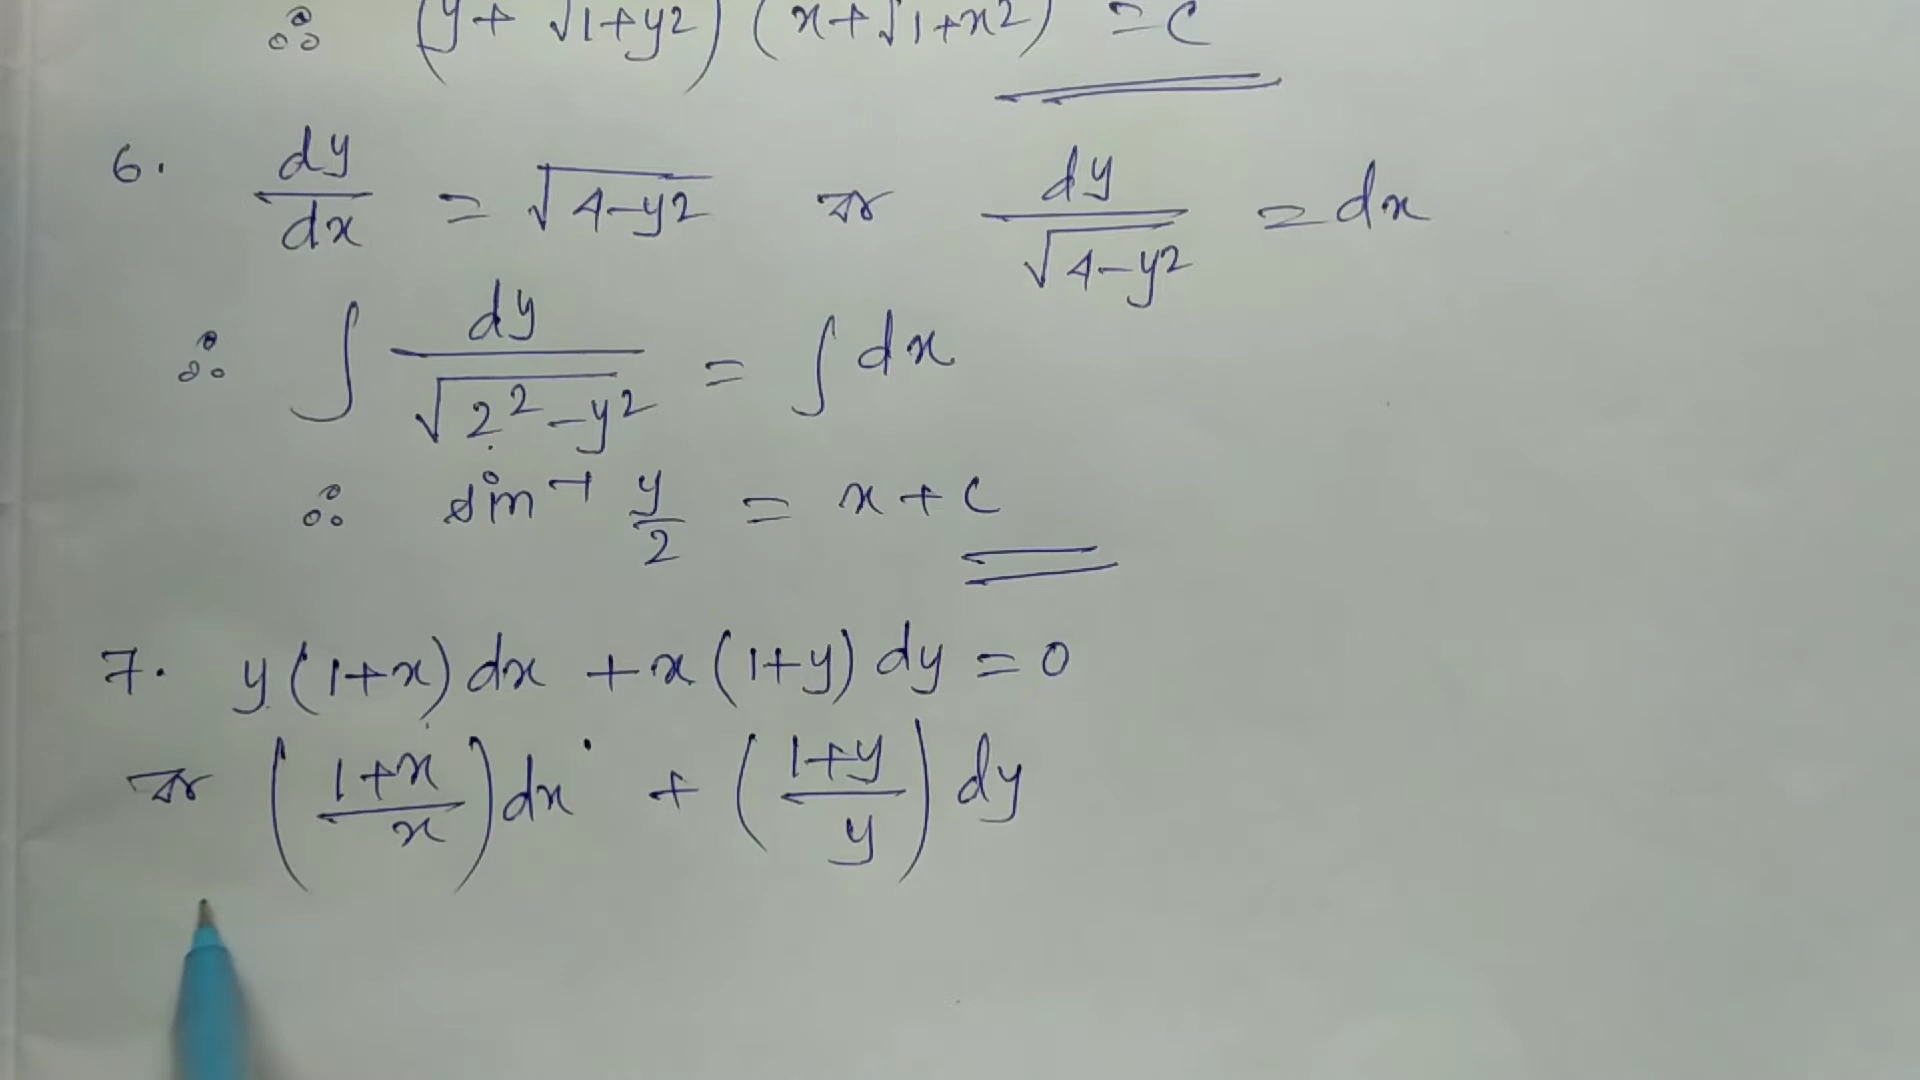 ∴ (y + √1+y2) (x + √1+x2) = c
6. dy/dx = √4-y2 বা dy/√4-y2 = dx
∴ ∫ dy/√2²-y² = ∫ dx
∴ sin⁻¹ y/2 = x + c
7. y(1+x) dx + x(1+y) dy = 0
বা (1+x/x) dx + (1+y/y) dy